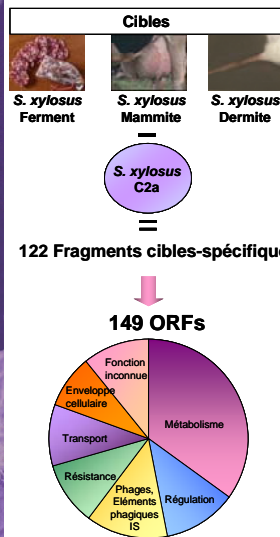 Cibles
S. xylosus S. xylosus S. xylosus
Ferment Mammite Dermite
S. xylosus
C2a
122 Fragments cibles-spécifique
149 ORFs
Fonction
inconnue
Enveloppe
cellulaire
Métabolisme
Transport
Résistance
Phages,
Eléments
phagiques
IS
Régulation